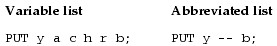 Variable list Abbreviated list
PUT y a c h r b; PUT y -- b;